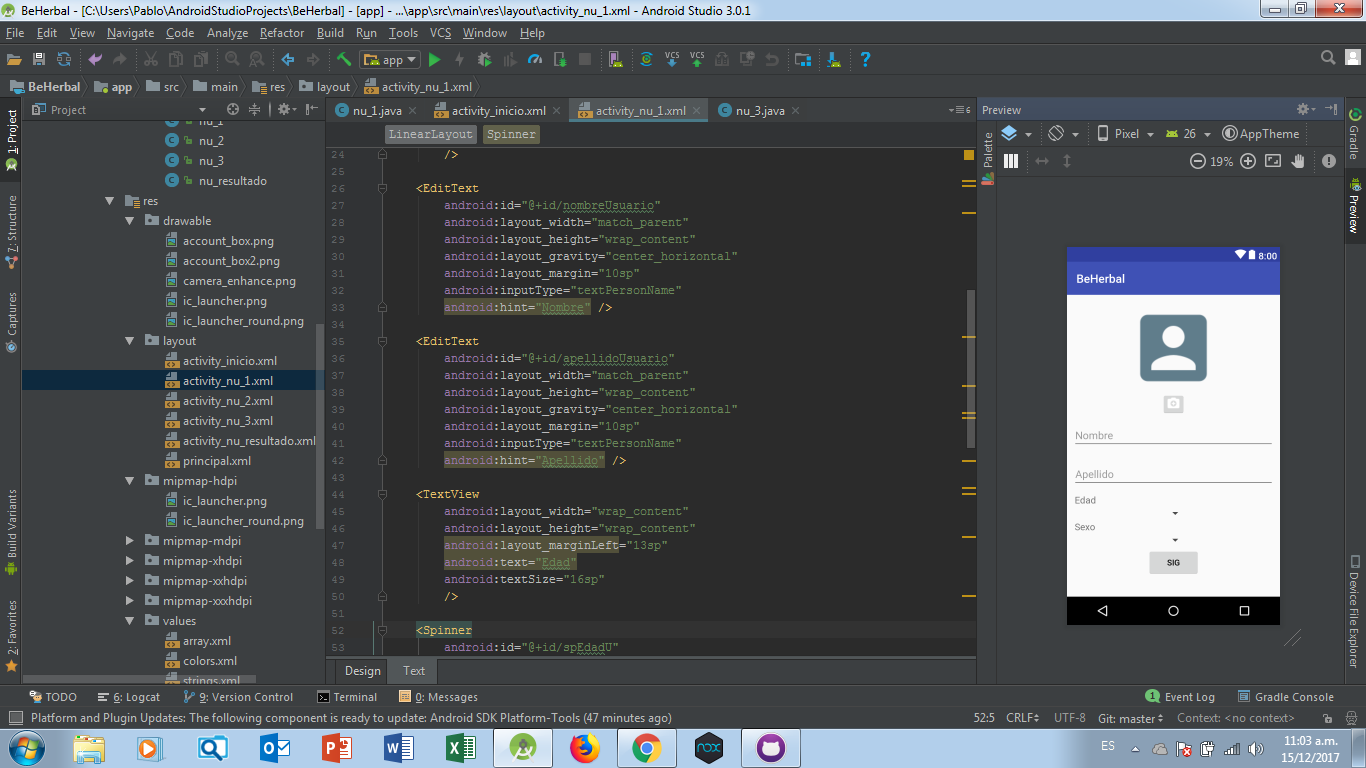 BeHerbal - [C:\Users\Pablo\AndroidStudioProjects\BeHerbal] - [app] - ...\app\src\main\res\layout\activity_nu_1.xml - Android Studio 3.0.1
File Edit View Navigate Code Analyze Refactor Build Run Tools VCS Window Help
app VCS VCS
BeHerbal app src main res layout activity_nu_1.xml
Project
nu_1.java activity_inicio.xml activity_nu_1.xml nu_3.java 6
Preview
1: Project
7: Structure
Captures
Build Variants
2: Favorites
nu_1
nu_2
nu_3
nu_resultado
res
drawable
account_box.png
account_box2.png
camera_enhance.png
ic_launcher.png
ic_launcher_round.png
layout
activity_inicio.xml
activity_nu_1.xml
activity_nu_2.xml
activity_nu_3.xml
activity_nu_resultado.xml
principal.xml
mipmap-hdpi
ic_launcher.png
ic_launcher_round.png
mipmap-mdpi
mipmap-xhdpi
mipmap-xxhdpi
mipmap-xxxhdpi
values
array.xml
colors.xml
strings.xml
LinearLayout Spinner
24 />
25
26 <EditText
27 android:id="@+id/nombreUsuario"
28 android:layout_width="match_parent"
29 android:layout_height="wrap_content"
30 android:layout_gravity="center_horizontal"
31 android:layout_margin="10sp"
32 android:inputType="textPersonName"
33 android:hint="Nombre" />
34
35 <EditText
36 android:id="@+id/apellidoUsuario"
37 android:layout_width="match_parent"
38 android:layout_height="wrap_content"
39 android:layout_gravity="center_horizontal"
40 android:layout_margin="10sp"
41 android:inputType="textPersonName"
42 android:hint="Apellido" />
43
44 <TextView
45 android:layout_width="wrap_content"
46 android:layout_height="wrap_content"
47 android:layout_marginLeft="13sp"
48 android:text="Edad"
49 android:textSize="16sp"
50 />
51
52 <Spinner
53 android:id="@+id/spEdadU"
Design Text
Palette
Pixel 26 AppTheme
19%
8:00
BeHerbal
Nombre
Apellido
Edad
Sexo
SIG
Gradle
Preview
Device File Explorer
TODO 6: Logcat 9: Version Control Terminal 0: Messages 1 Event Log Gradle Console
Platform and Plugin Updates: The following component is ready to update: Android SDK Platform-Tools (47 minutes ago) 52:5 CRLF UTF-8 Git: master Context: <no context>
nox
ES
11:03 a.m.
15/12/2017